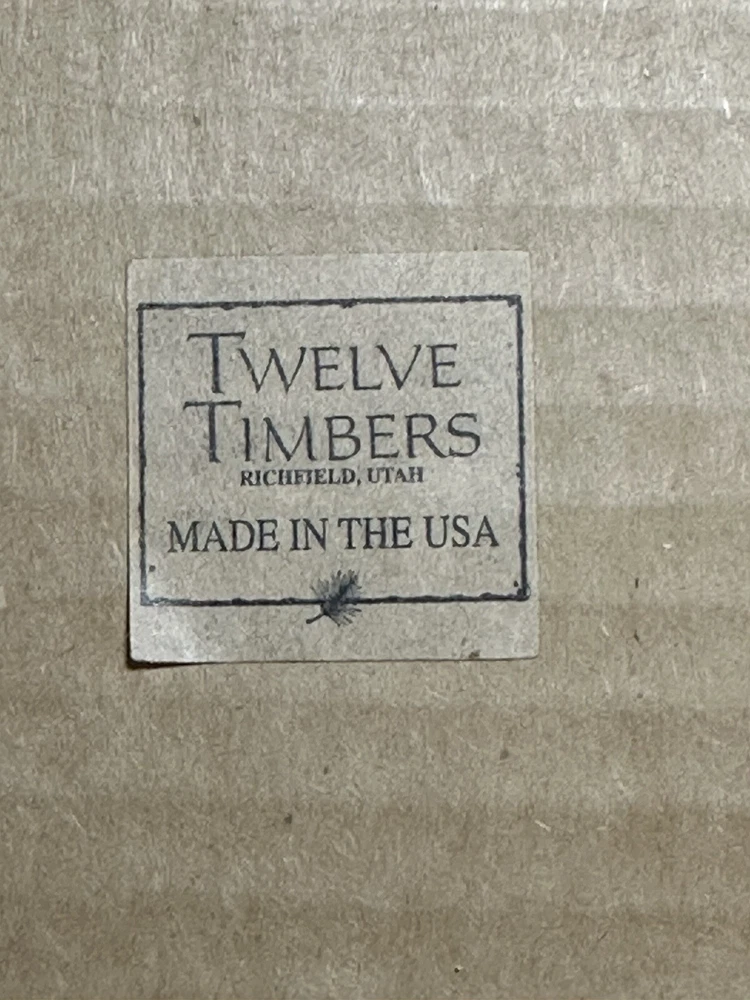 TWELVE
TIMBERS
RICHFIELD, UTAH
MADE IN THE USA